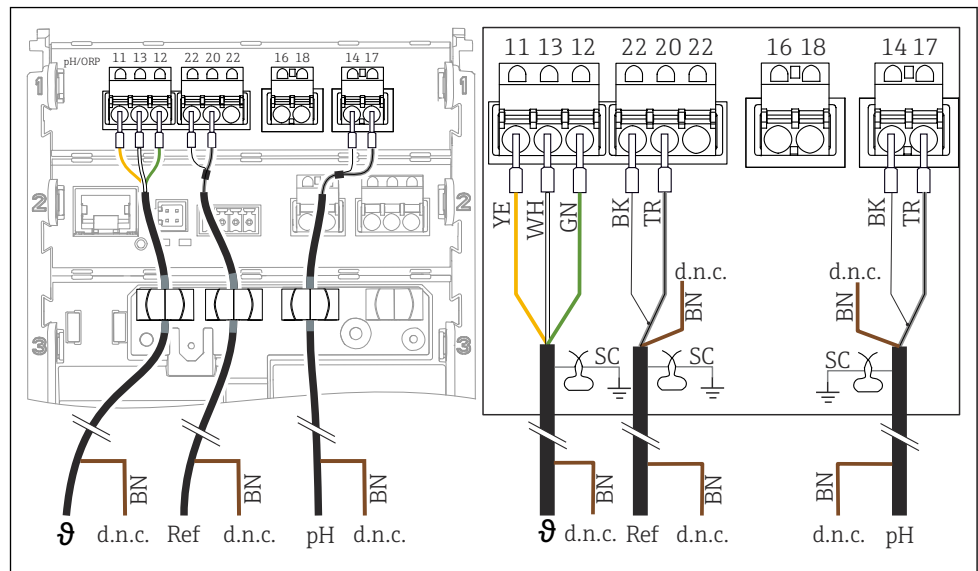 pH/ORP 11 13 12 22 20 22 16 18 14 17
1 1
2 2
3 3
BN BN BN
ϑ d.n.c. Ref d.n.c. pH d.n.c.
11 13 12 22 20 22 16 18 14 17
YE WH GN BK TR BK TR
d.n.c. d.n.c.
BN BN
SC SC SC
BN BN BN
ϑ d.n.c. Ref d.n.c. d.n.c. pH